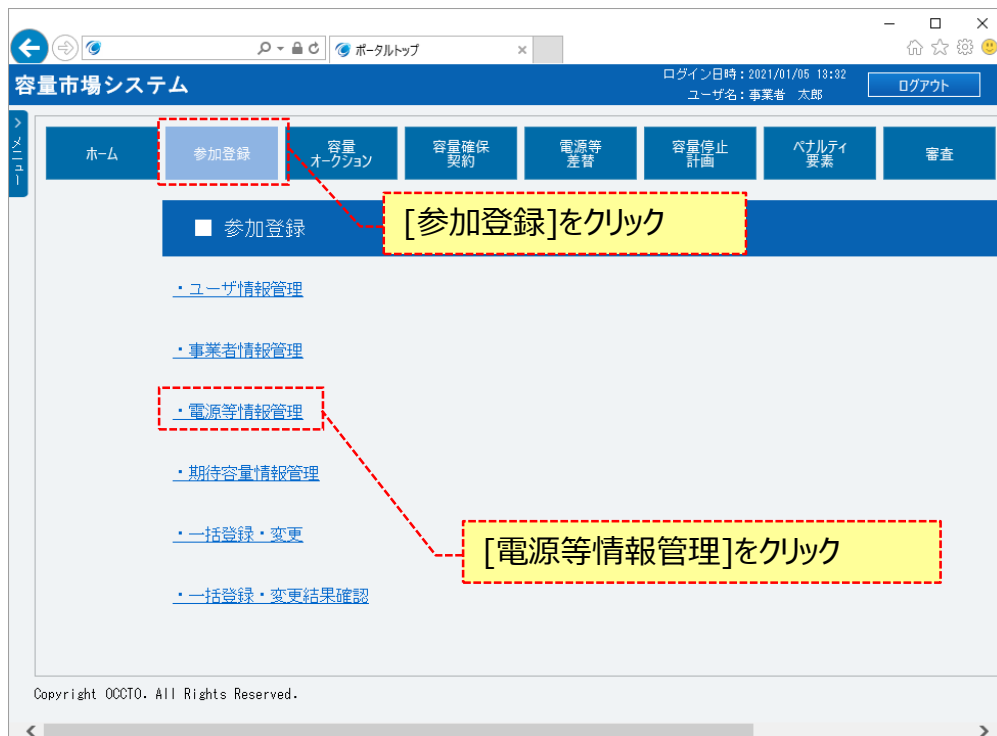 ポータルトップ
容量市場システム
ログイン日時:2021/01/05 13:32
ユーザ名:事業者 太郎
ログアウト
メニュー
ホーム
参加登録
容量
オークション
容量確保
契約
電源等
差替
容量停止
計画
ペナルティ
要素
審査
[参加登録]をクリック
■ 参加登録
・ユーザ情報管理
・事業者情報管理
・電源等情報管理
・期待容量情報管理
・一括登録・変更
[電源等情報管理]をクリック
・一括登録・変更結果確認
Copyright OCCTO. All Rights Reserved.